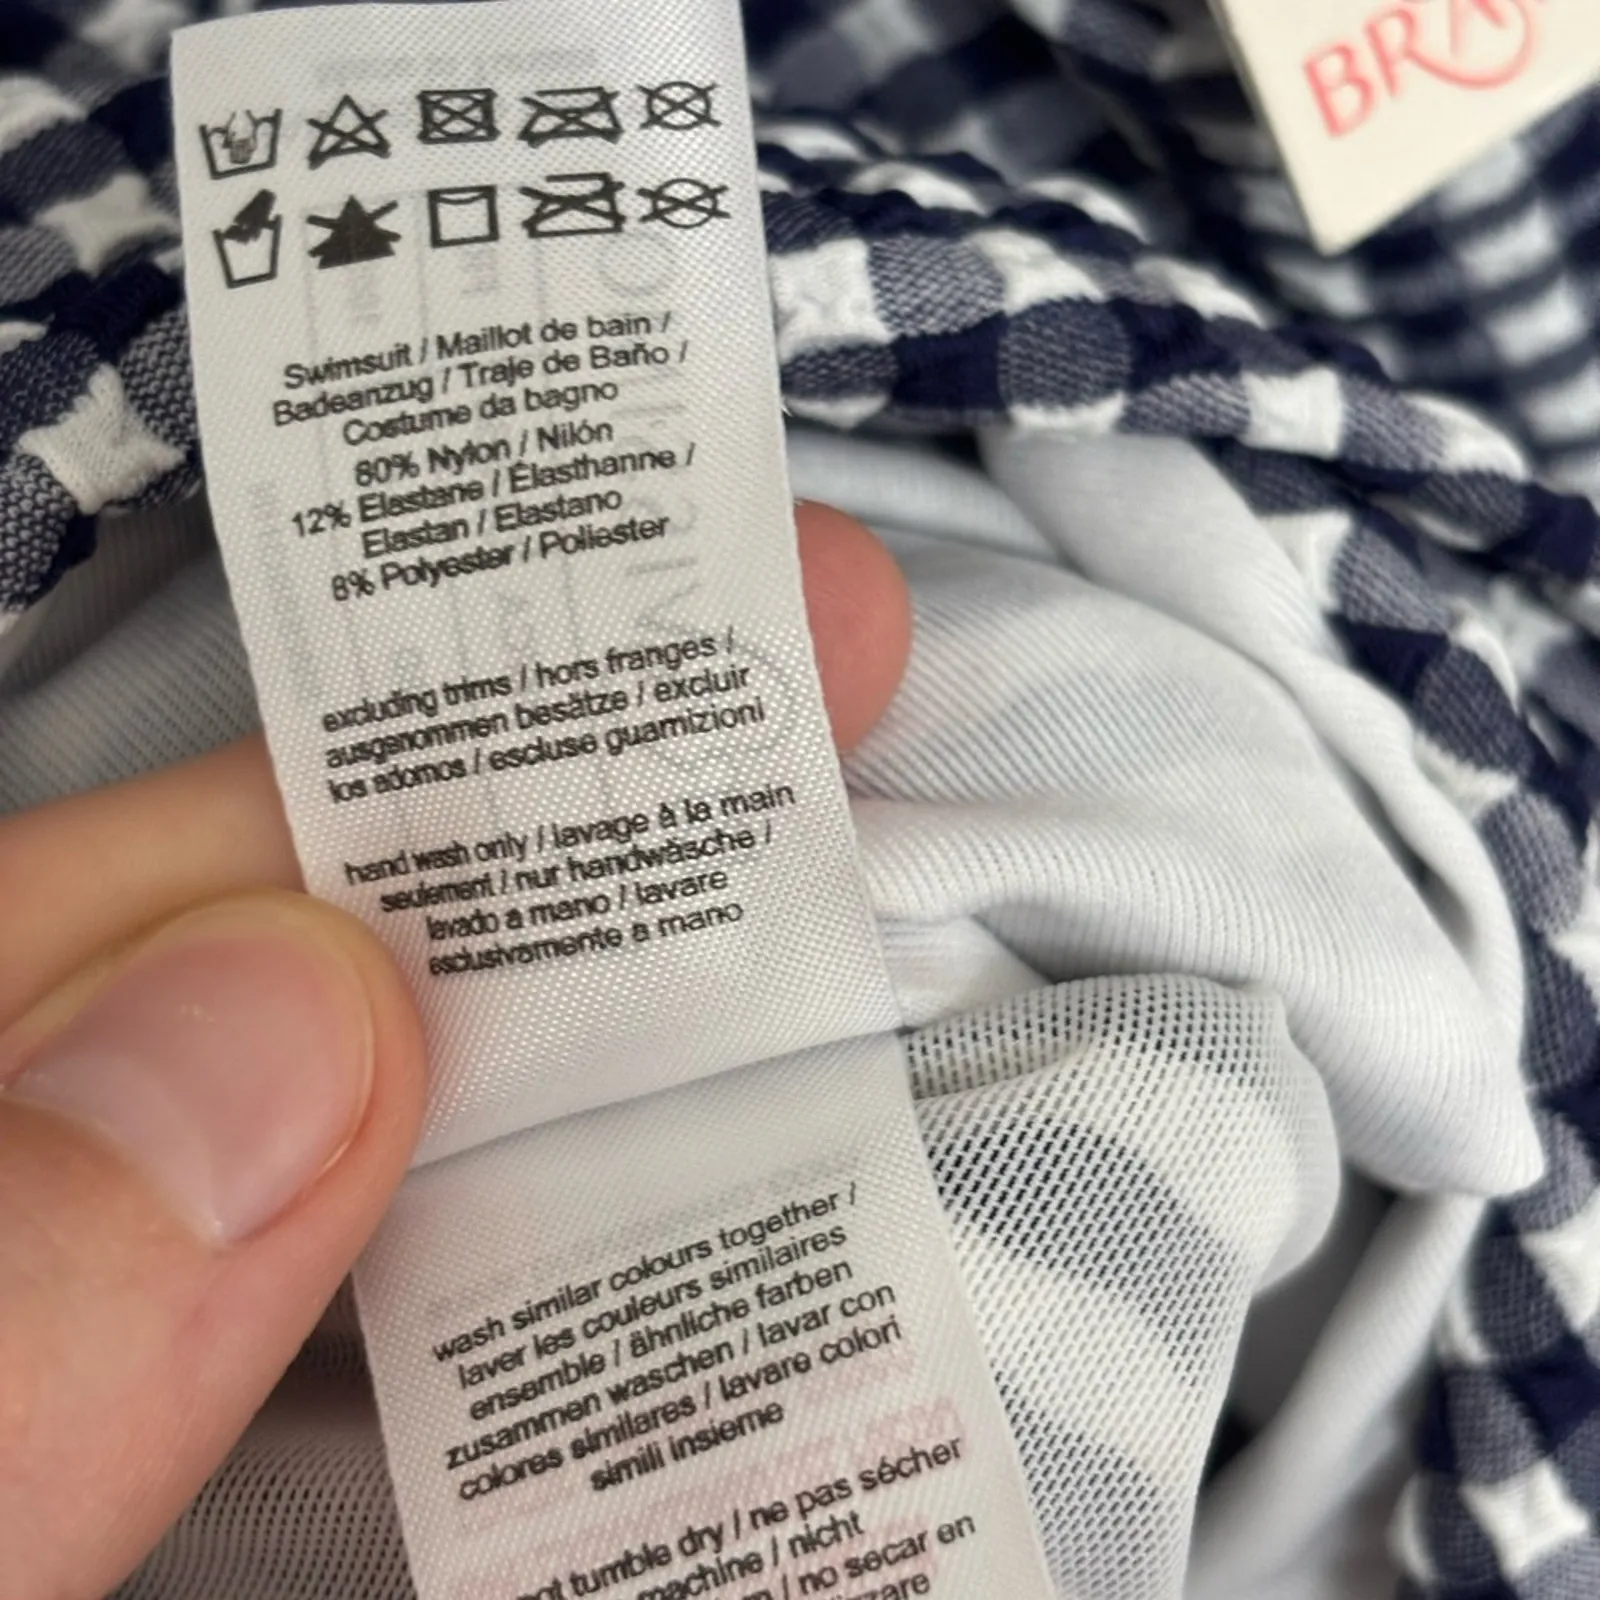 Swimsuit / Maillot de bain /
Badeanzug / Traje de Baño /
Costume da bagno
80% Nylon / Nilón
12% Elastane / Élasthanne /
Elastan / Elastano
8% Polyester / Poliester
excluding trims / hors franges /
ausgenommen besätze / excluir
los adornos / escluse guarnizioni
hand wash only / lavage à la main
seulement / nur handwäsche /
lavado a mano / lavare
esclusivamente a mano
wash similar colours together /
laver les couleurs similaires
ensemble / ähnliche farben
zusammen waschen / lavar con
colores similares / lavare colori
simili insieme
tumble dry / ne pas sécher
machine / nicht
/ no secar en
BRA